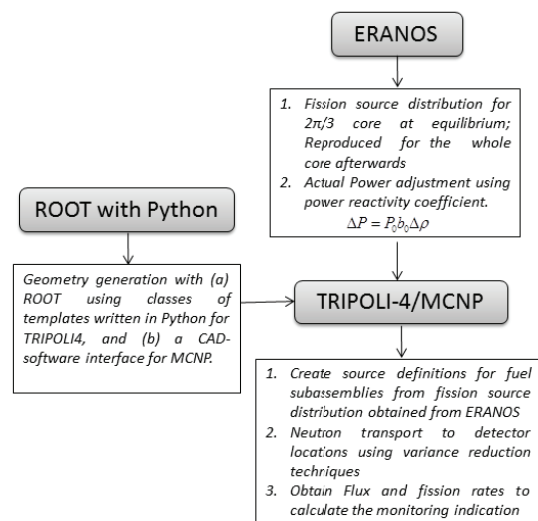 ERANOS
1. Fission source distribution for
2π/3 core at equilibrium;
Reproduced for the whole
core afterwards
2. Actual Power adjustment using
power reactivity coefficient.
ΔP = P₀b₀Δρ
ROOT with Python
Geometry generation with (a)
ROOT using classes of
templates written in Python for
TRIPOLI4, and (b) a CAD-
software interface for MCNP.
TRIPOLI-4/MCNP
1. Create source definitions for fuel
subassemblies from fission source
distribution obtained from ERANOS
2. Neutron transport to detector
locations using variance reduction
techniques
3. Obtain Flux and fission rates to
calculate the monitoring indication